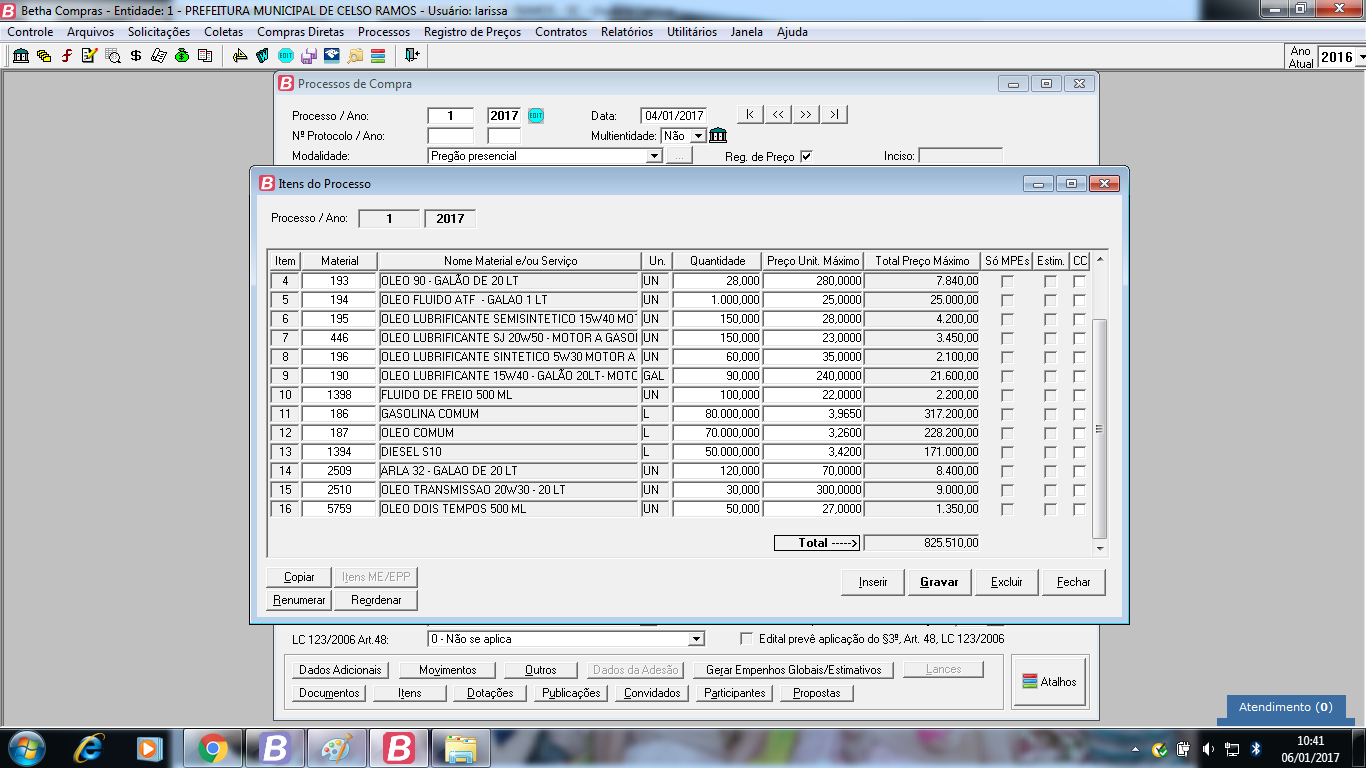 Betha Compras - Entidade: 1 - PREFEITURA MUNICIPAL DE CELSO RAMOS - Usuário: larissa
Controle Arquivos Solicitações Coletas Compras Diretas Processos Registro de Preços Contratos Relatórios Utilitários Janela Ajuda
Ano Atual 2016
Processos de Compra
Processo / Ano: 1 2017 EDIT Data: 04/01/2017 |< << >> >|
Nº Protocolo / Ano: Multientidade: Não
Modalidade: Pregão presencial ... Reg. de Preço Inciso:
Itens do Processo
Processo / Ano: 1 2017
Item Material Nome Material e/ou Serviço Un. Quantidade Preço Unit. Máximo Total Preço Máximo Só MPEs Estim. CC
4 193 OLEO 90 - GALÃO DE 20 LT UN 28,000 280,0000 7.840,00
5 194 OLEO FLUIDO ATF - GALAO 1 LT UN 1.000,000 25,0000 25.000,00
6 195 OLEO LUBRIFICANTE SEMISINTETICO 15W40 MOT UN 150,000 28,0000 4.200,00
7 446 OLEO LUBRIFICANTE SJ 20W50 - MOTOR A GASOI UN 150,000 23,0000 3.450,00
8 196 OLEO LUBRIFICANTE SINTETICO 5W30 MOTOR A UN 60,000 35,0000 2.100,00
9 190 OLEO LUBRIFICANTE 15W40 - GALÃO 20LT- MOTC GAL 90,000 240,0000 21.600,00
10 1398 FLUIDO DE FREIO 500 ML UN 100,000 22,0000 2.200,00
11 186 GASOLINA COMUM L 80.000,000 3,9650 317.200,00
12 187 OLEO COMUM L 70.000,000 3,2600 228.200,00
13 1394 DIESEL S10 L 50.000,000 3,4200 171.000,00
14 2509 ARLA 32 - GALAO DE 20 LT UN 120,000 70,0000 8.400,00
15 2510 OLEO TRANSMISSAO 20W30 - 20 LT UN 30,000 300,0000 9.000,00
16 5759 OLEO DOIS TEMPOS 500 ML UN 50,000 27,0000 1.350,00
Total -----> 825.510,00
Copiar Itens ME/EPP Inserir Gravar Excluir Fechar
Renumerar Reordenar
LC 123/2006 Art.48: 0 - Não se aplica Edital prevê aplicação do §3º, Art. 48, LC 123/2006
Dados Adicionais Movimentos Outros Dados da Adesão Gerar Empenhos Globais/Estimativos Lances
Documentos Itens Dotações Publicações Convidados Participantes Propostas Atalhos
Atendimento (0)
10:41
06/01/2017